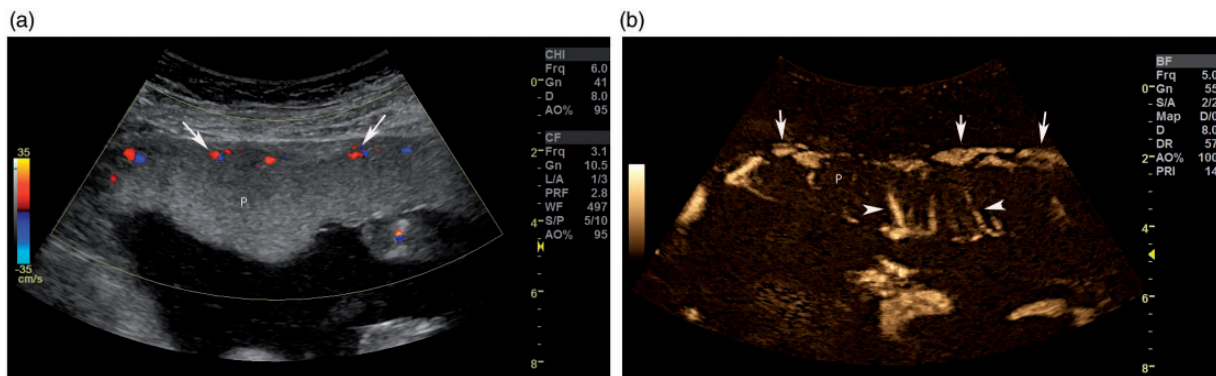 (a)
CHI
Frq 6.0
Gn 41
D 8.0
AO% 95
CF
Frq 3.1
Gn 10.5
L/A 1/3
PRF 2.8
WF 497
S/P 5/10
AO% 95
0
2
4
6
8
35
-35
cm/s
P
(b)
BF
Frq 5.0
Gn 55
S/A 2/2
Map D/0
D 8.0
DR 57
AO% 100
PRI 14
0
2
4
6
8
P